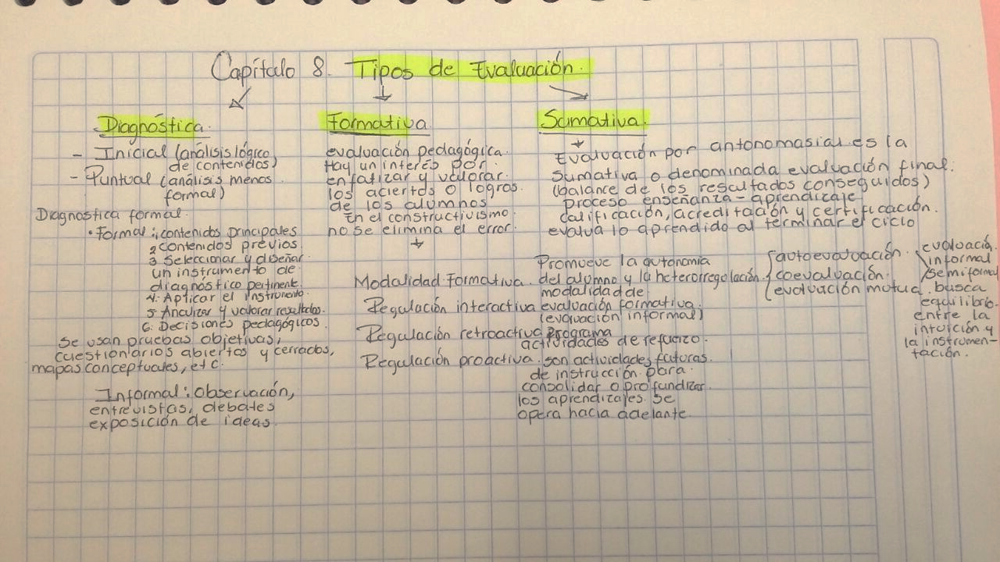 Capítulo 8. Tipos de Evaluación.
Diagnóstica.
- Inicial (análisis lógico
de contenidos)
- Puntual (análisis menos
formal)
Diagnóstica formal.
• Formal: 1 contenidos principales
2 contenidos previos
3 Seleccionar y diseñar
un instrumento de
diagnóstico pertinente.
4. Aplicar el instrumento.
5 Analizar y valorar resultados.
6. Decisiones pedagógicas.
Se usan pruebas objetivas,
cuestionarios abiertos y cerrados,
mapas conceptuales, etc.
Informal: observación,
entrevistas, debates
exposición de ideas.
Formativa.
evaluación pedagógica.
Hay un interés por
enfatizar y valorar
los aciertos o logros.
de los alumnos
En el constructivismo
no se elimina el error.
Modalidad Formativa. Promueve la autonomía
del alumno y la heterorregulación.
modalidad de
Regulación interactiva evaluación formativa.
(evaluación informal)
Regulación retroactiva Programa
actividades de refuerzo.
Regulación proactiva. son actividades futuras.
de instrucción para
consolidar o profundizar
los aprendizajes. Se
opera hacia adelante.
Sumativa.
Evaluación por antonomasia. es la
sumativa o denominada evaluación final.
(balance de los resultados conseguidos)
proceso enseñanza - aprendizaje
calificación, acreditación y certificación.
evalua lo aprendido al terminar el ciclo
autoevaluación.
coevaluación.
evaluación mutua.
evaluación.
informal
semiformal
busca
equilibrio
entre la
intuición y
la instrumen-
tación.